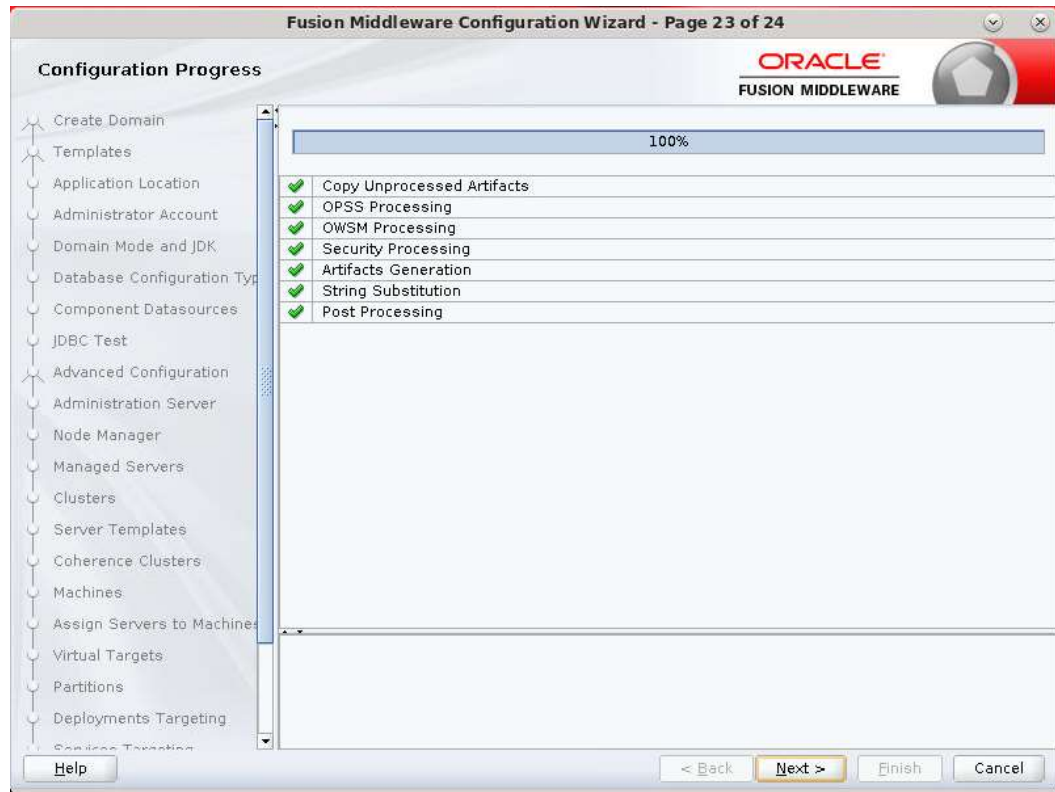 Fusion Middleware Configuration Wizard - Page 23 of 24
Configuration Progress
ORACLE
FUSION MIDDLEWARE
Create Domain
Templates
Application Location
Administrator Account
Domain Mode and JDK
Database Configuration Typ
Component Datasources
JDBC Test
Advanced Configuration
Administration Server
Node Manager
Managed Servers
Clusters
Server Templates
Coherence Clusters
Machines
Assign Servers to Machines
Virtual Targets
Partitions
Deployments Targeting
Services Targeting
100%
Copy Unprocessed Artifacts
OPSS Processing
OWSM Processing
Security Processing
Artifacts Generation
String Substitution
Post Processing
Help
< Back
Next >
Finish
Cancel